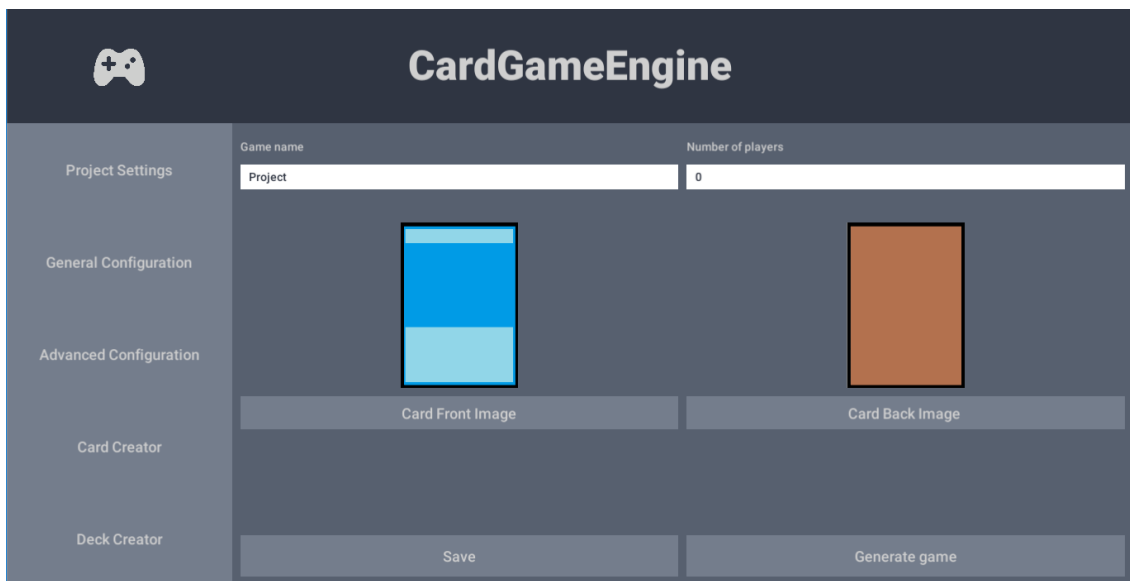 CardGameEngine
Project Settings
General Configuration
Advanced Configuration
Card Creator
Deck Creator
Game name
Number of players
Project
0
Card Front Image
Card Back Image
Save
Generate game